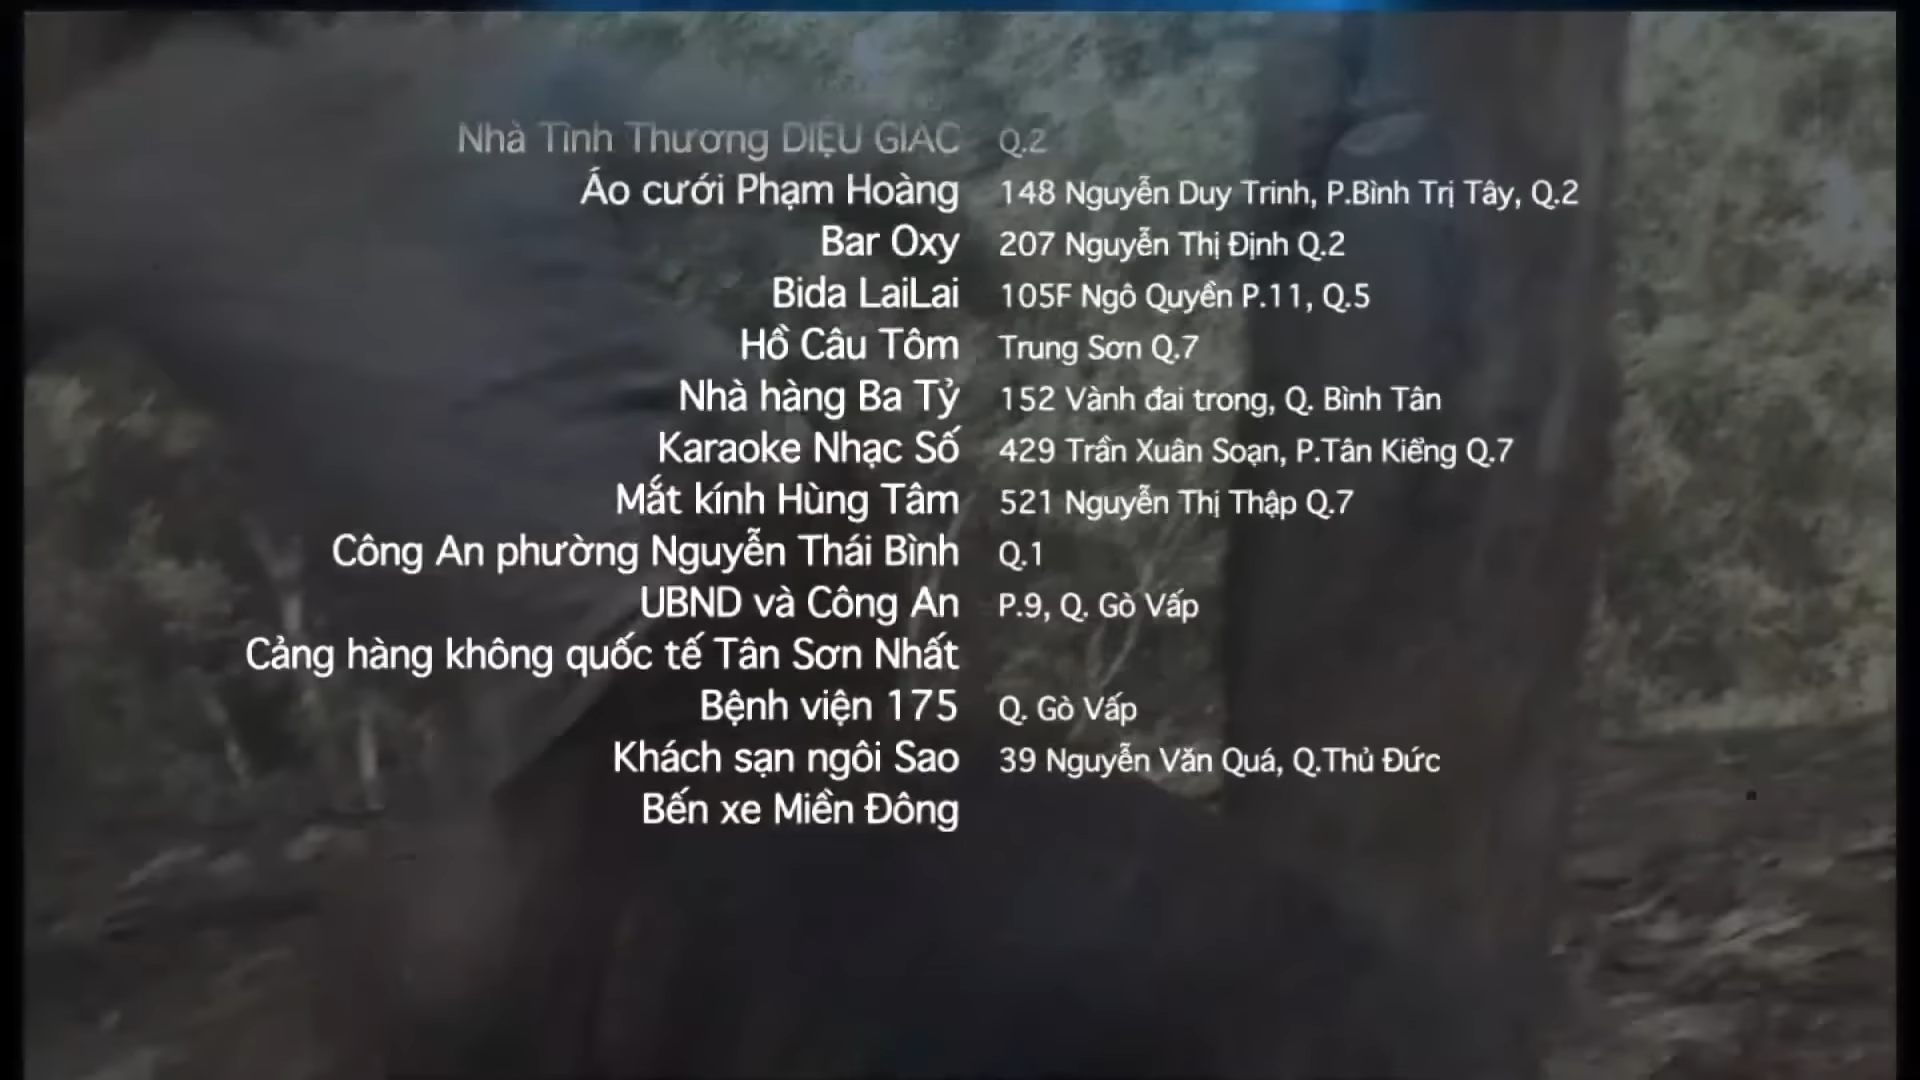 Nhà Tình Thương DIỆU GIÁC Q.2
Áo cưới Phạm Hoàng 148 Nguyễn Duy Trinh, P.Bình Trị Tây, Q.2
Bar Oxy 207 Nguyễn Thị Định Q.2
Bida LaiLai 105F Ngô Quyền P.11, Q.5
Hồ Câu Tôm Trung Sơn Q.7
Nhà hàng Ba Tỷ 152 Vành đai trong, Q. Bình Tân
Karaoke Nhạc Số 429 Trần Xuân Soạn, P.Tân Kiểng Q.7
Mắt kính Hùng Tâm 521 Nguyễn Thị Thập Q.7
Công An phường Nguyễn Thái Bình Q.1
UBND và Công An P.9, Q. Gò Vấp
Cảng hàng không quốc tế Tân Sơn Nhất
Bệnh viện 175 Q. Gò Vấp
Khách sạn ngôi Sao 39 Nguyễn Văn Quá, Q.Thủ Đức
Bến xe Miền Đông